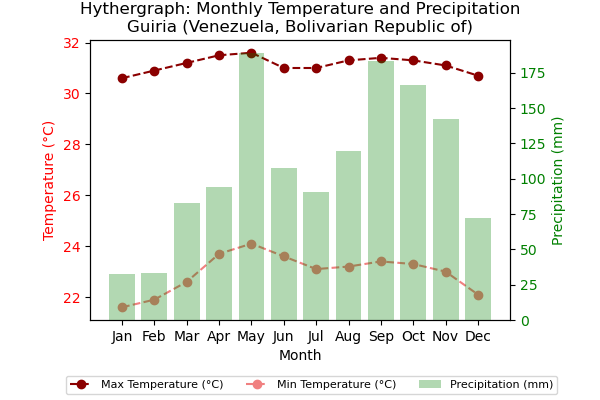 Hythergraph: Monthly Temperature and Precipitation
Guiria (Venezuela, Bolivarian Republic of)
Temperature (°C)
32
30
28
26
24
22
175
150
125
100
75
50
25
0
Precipitation (mm)
Jan Feb Mar Apr May Jun Jul Aug Sep Oct Nov Dec
Month
Max Temperature (°C) Min Temperature (°C) Precipitation (mm)